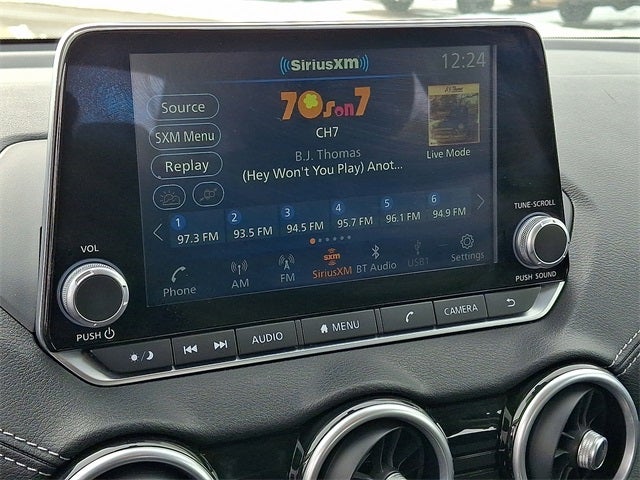 SiriusXM
12:24
70s on 7
Source
CH7
SXM Menu
B.J. Thomas
Live Mode
Replay
(Hey Won't You Play) Anot...
1 2 3 4 5 6
97.3 FM 93.5 FM 94.5 FM 95.7 FM 96.1 FM 94.9 FM
TUNE·SCROLL
VOL
sxm
Phone AM FM SiriusXM BT Audio USB1 Settings
PUSH SOUND
PUSH
AUDIO MENU CAMERA